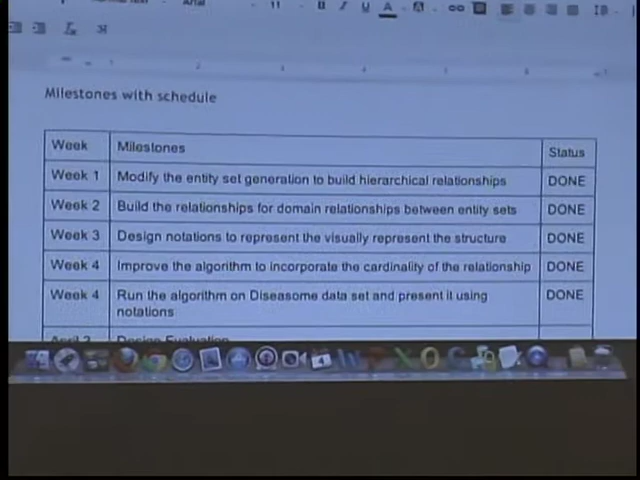 11
Milestones with schedule
Week Milestones Status
Week 1 Modify the entity set generation to build hierarchical relationships DONE
Week 2 Build the relationships for domain relationships between entity sets DONE
Week 3 Design notations to represent the visually represent the structure DONE
Week 4 Improve the algorithm to incorporate the cardinality of the relationship DONE
Week 4 Run the algorithm on Diseasome data set and present it using DONE
notations
Design Evaluation